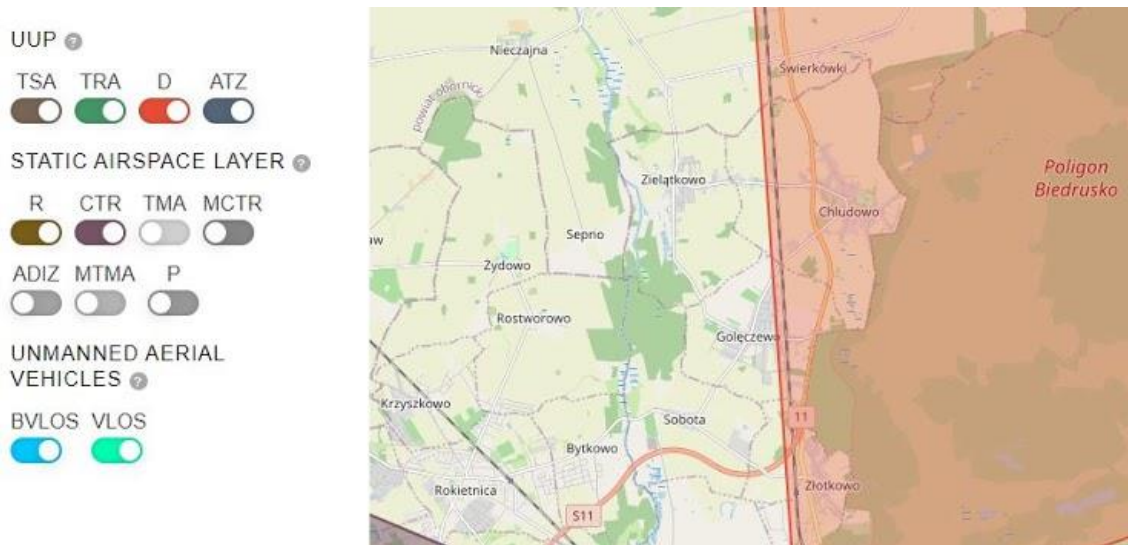 UUP
TSA TRA D ATZ
STATIC AIRSPACE LAYER
R CTR TMA MCTR
ADIZ MTMA P
UNMANNED AERIAL
VEHICLES
BVLOS VLOS
Nieczajna
Świerkówki
powiat obornicki
Poligon
Biedrusko
Zielątkowo
Chludowo
Sepno
Żydowo
Rostworowo
Golęczewo
Krzyszkowo
11
Sobota
Bytkowo
Rokietnica
Złotkowo
S11